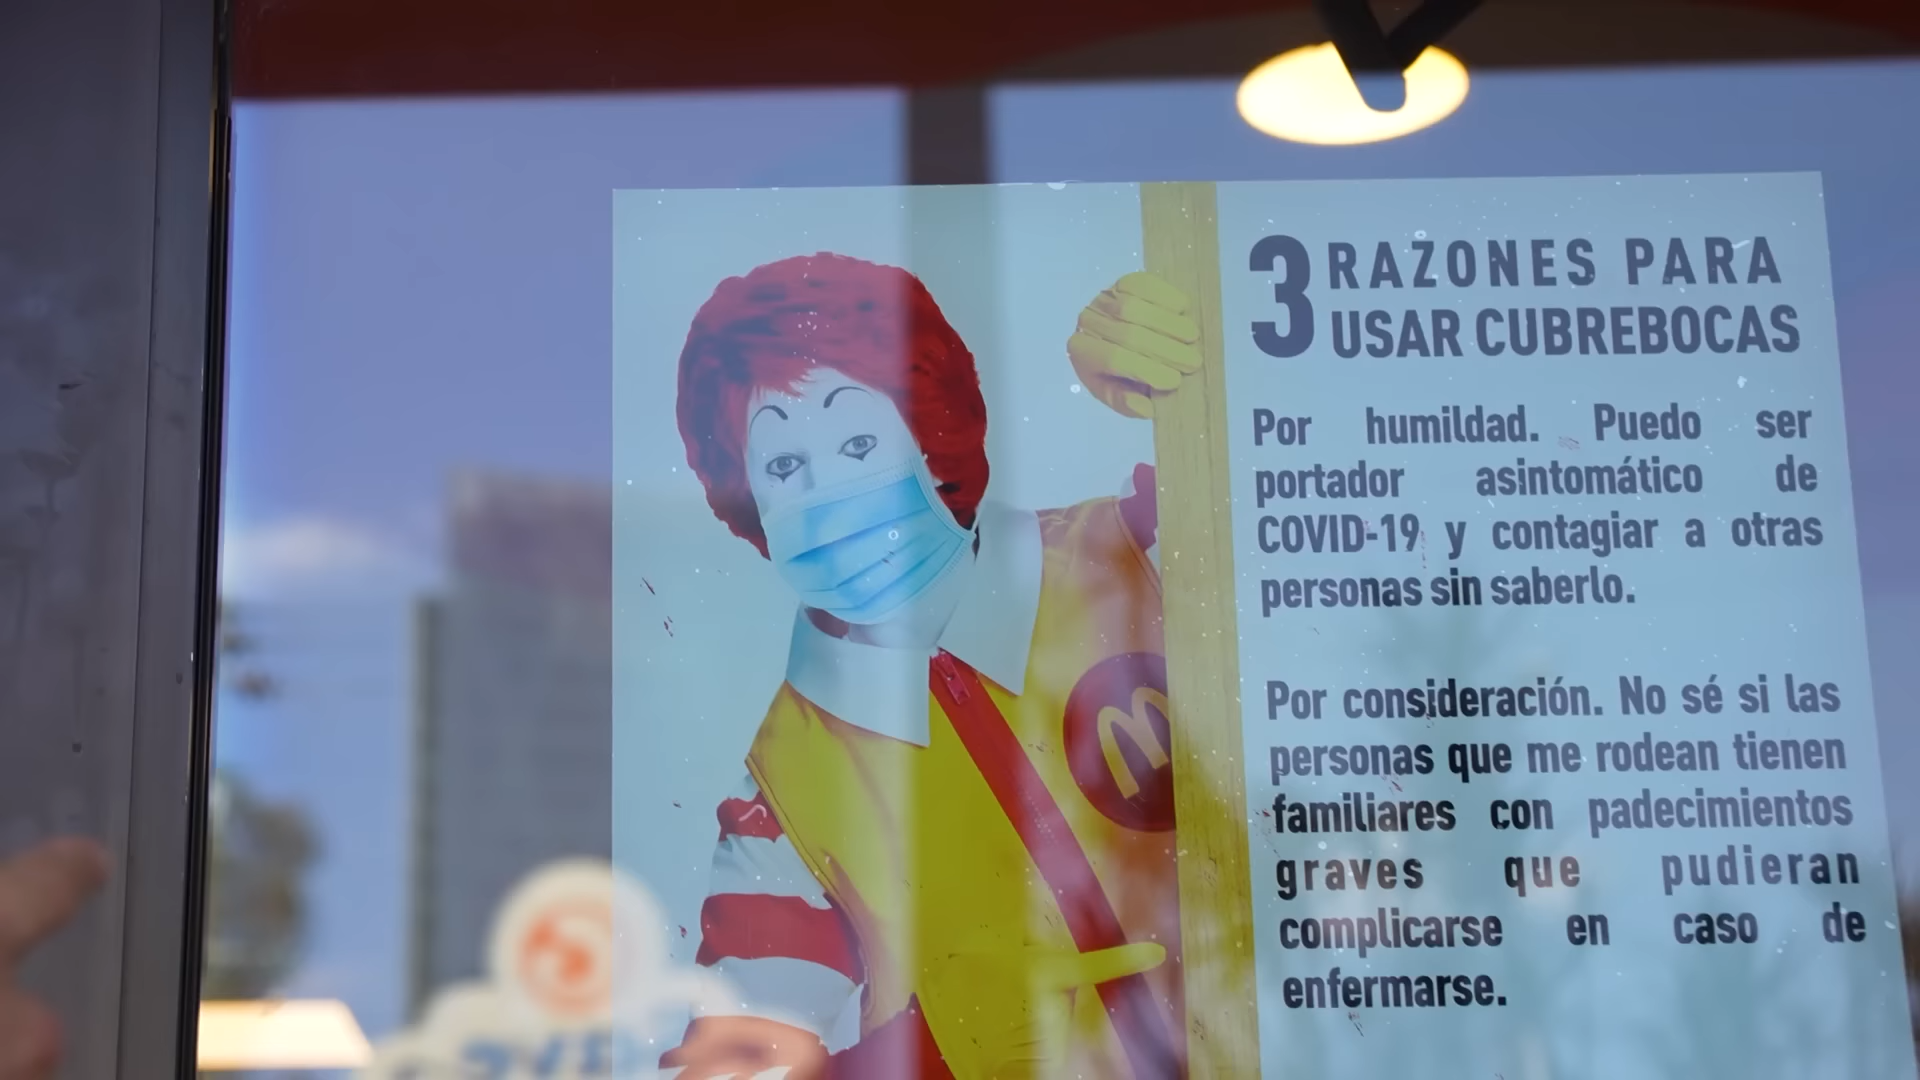 3 RAZONES PARA
USAR CUBREBOCAS
Por humildad. Puedo ser
portador asintomático de
COVID-19 y contagiar a otras
personas sin saberlo.
Por consideración. No sé si las
personas que me rodean tienen
familiares con padecimientos
graves que pudieran
complicarse en caso de
enfermarse.